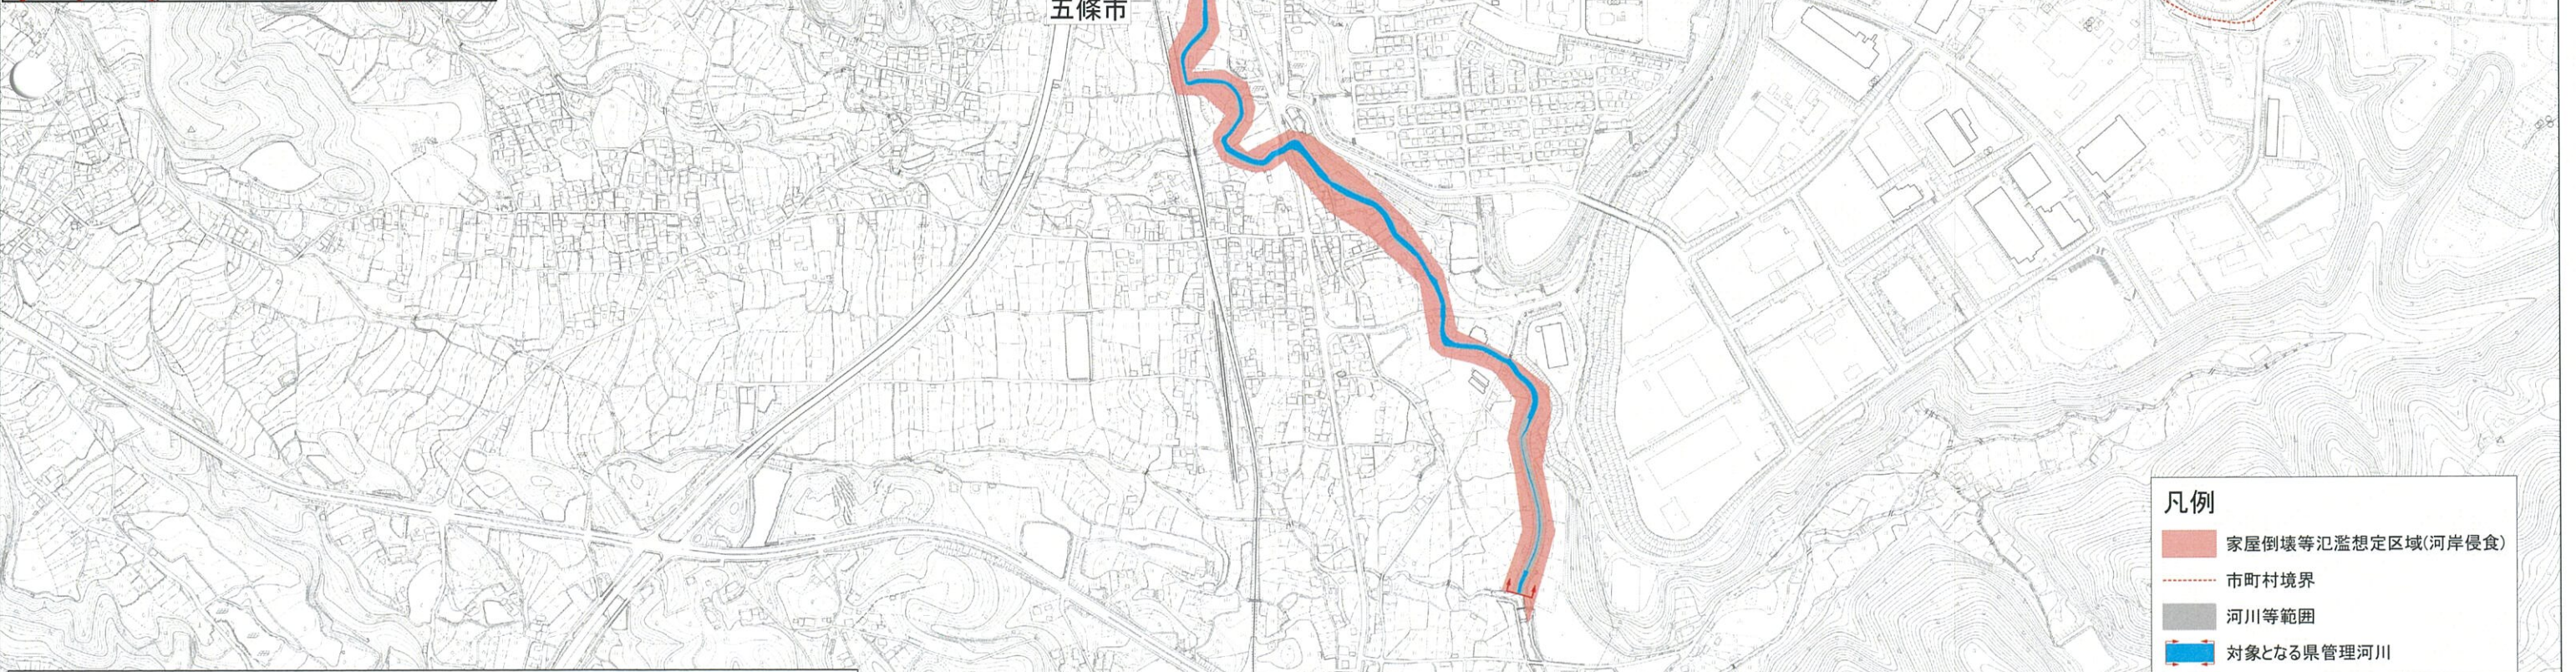 五條市
凡例
家屋倒壊等氾濫想定区域(河岸侵食)
市町村境界
河川等範囲
対象となる県管理河川